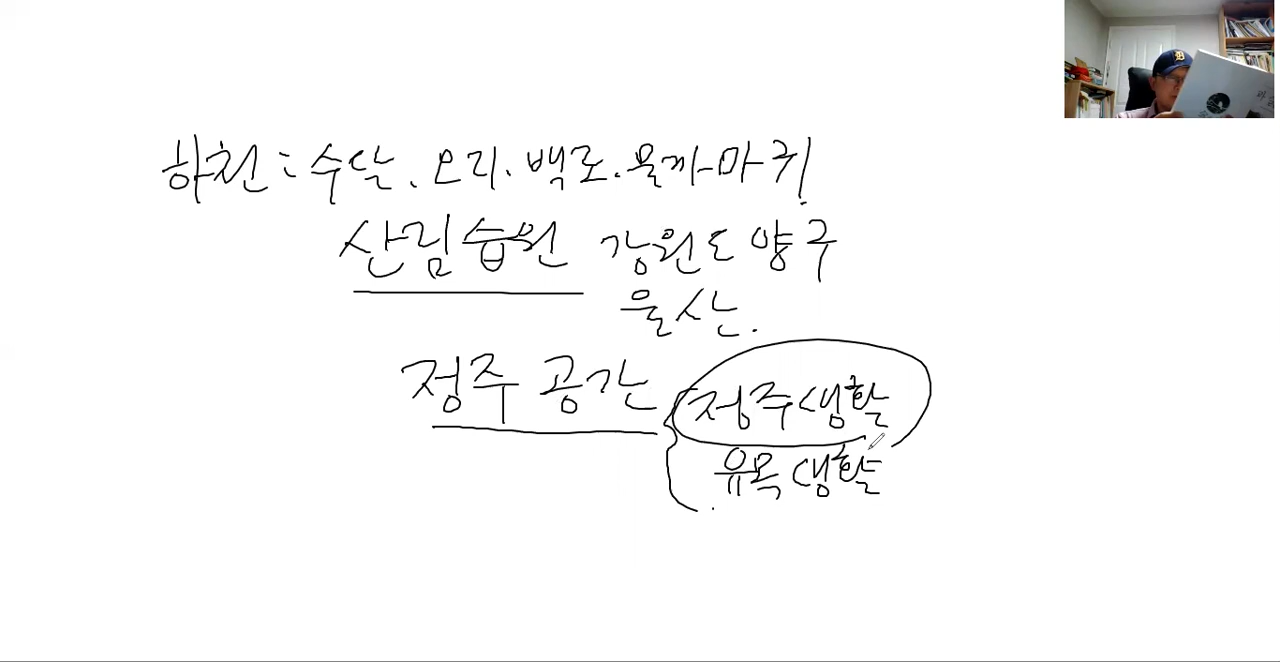 하천: 수달. 오리. 백로. 물까마귀.
산림습원 강원도 양구
울산.
정주 공간
정주생활
유목생활